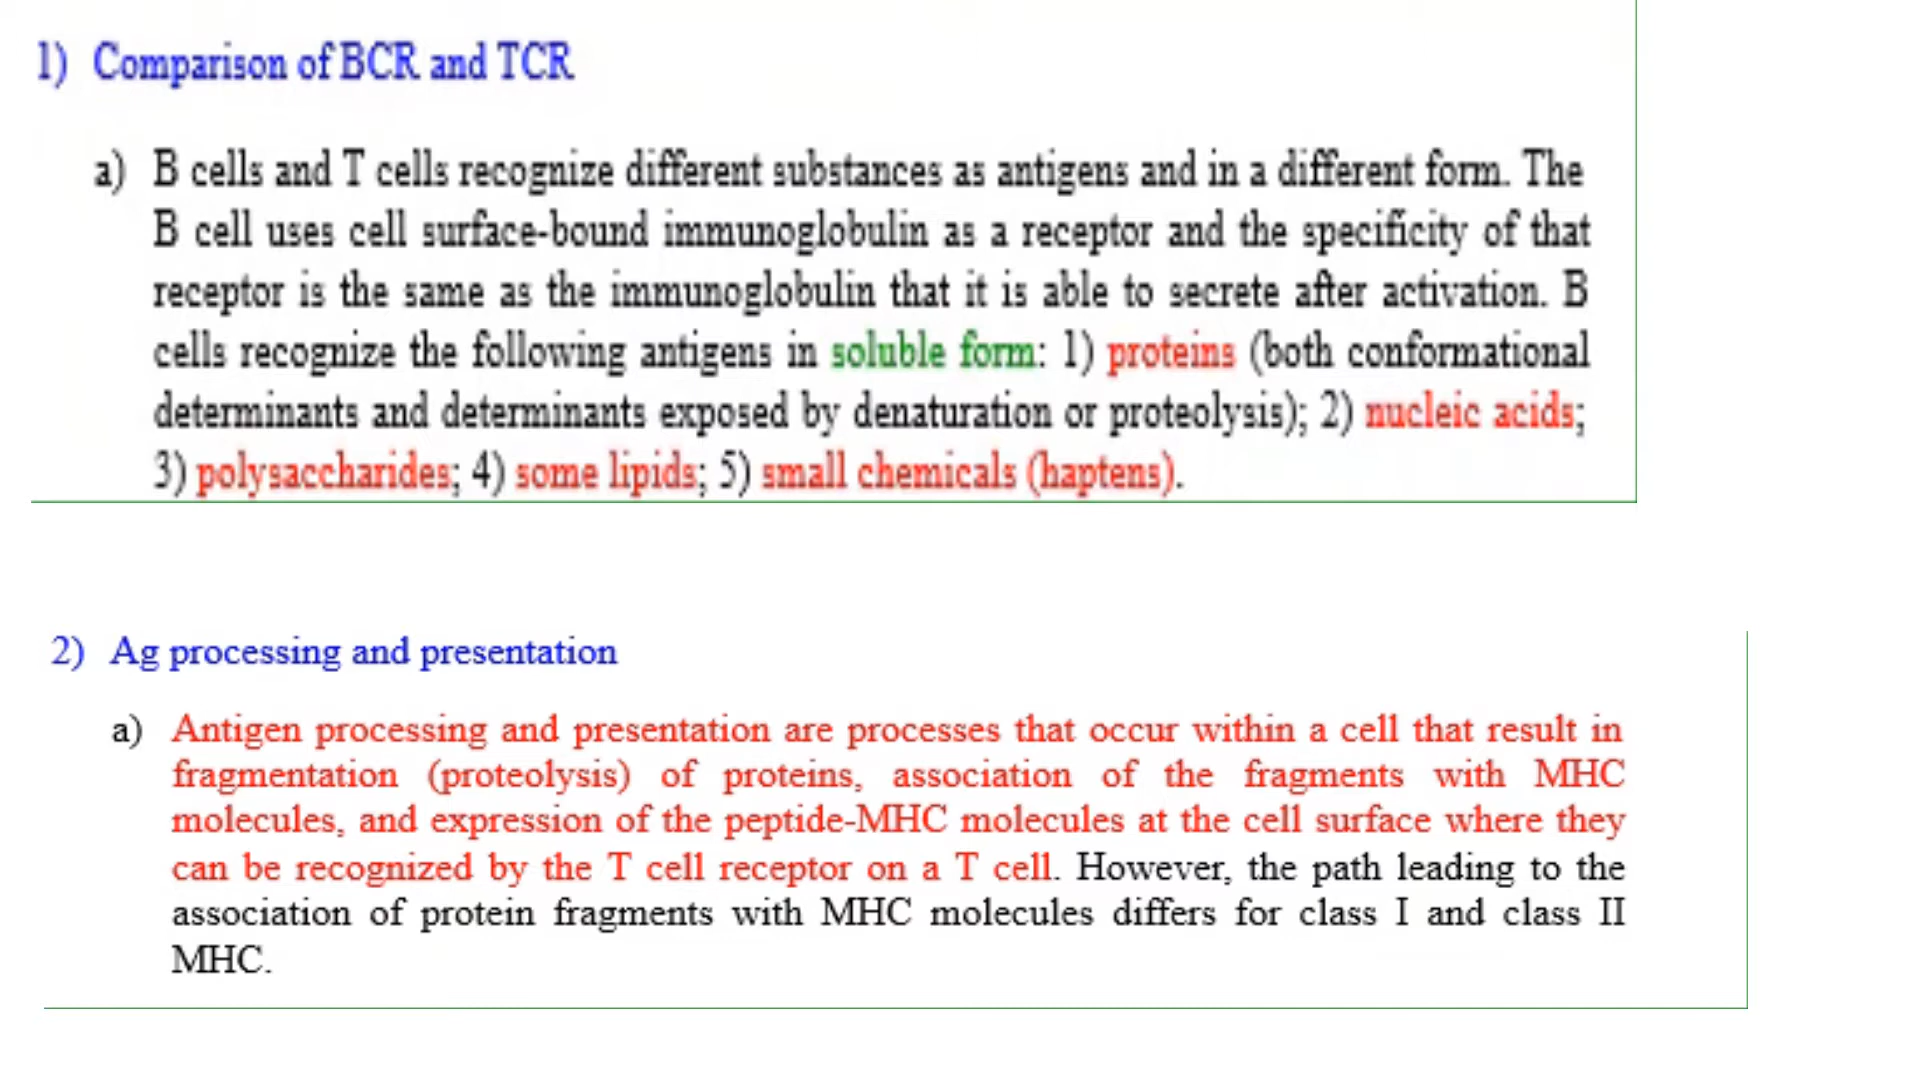 1) Comparison of BCR and TCR
a) B cells and T cells recognize different substances as antigens and in a different form. The
B cell uses cell surface-bound immunoglobulin as a receptor and the specificity of that
receptor is the same as the immunoglobulin that it is able to secrete after activation. B
cells recognize the following antigens in soluble form: 1) proteins (both conformational
determinants and determinants exposed by denaturation or proteolysis); 2) nucleic acids;
3) polysaccharides; 4) some lipids; 5) small chemicals (haptens).
2) Ag processing and presentation
a) Antigen processing and presentation are processes that occur within a cell that result in
fragmentation (proteolysis) of proteins, association of the fragments with MHC
molecules, and expression of the peptide-MHC molecules at the cell surface where they
can be recognized by the T cell receptor on a T cell. However, the path leading to the
association of protein fragments with MHC molecules differs for class I and class II
MHC.